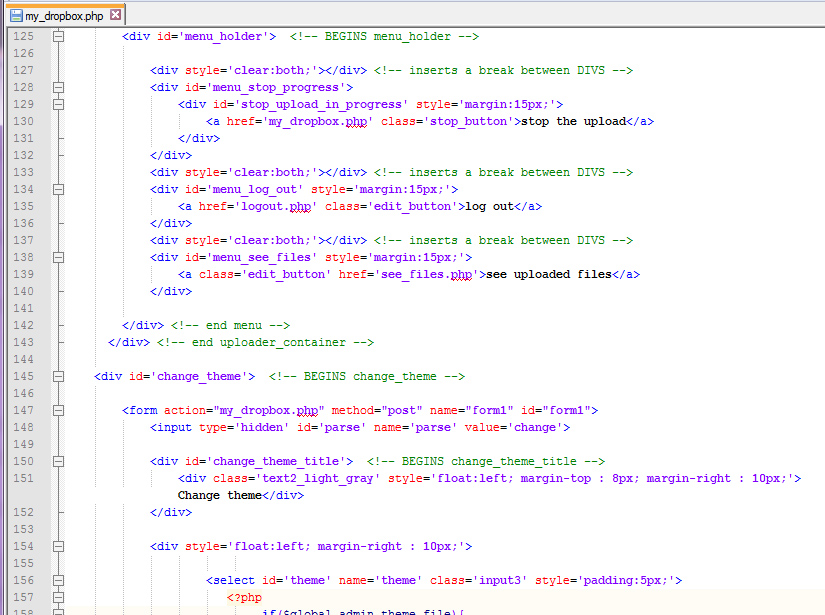 my_dropbox.php
125 <div id='menu_holder'> <!-- BEGINS menu_holder -->
126
127 <div style='clear:both;'></div> <!-- inserts a break between DIVS -->
128 <div id='menu_stop_progress'>
129 <div id='stop_upload_in_progress' style='margin:15px;'>
130 <a href='my_dropbox.php' class='stop_button'>stop the upload</a>
131 </div>
132 </div>
133 <div style='clear:both;'></div> <!-- inserts a break between DIVS -->
134 <div id='menu_log_out' style='margin:15px;'>
135 <a href='logout.php' class='edit_button'>log out</a>
136 </div>
137 <div style='clear:both;'></div> <!-- inserts a break between DIVS -->
138 <div id='menu_see_files' style='margin:15px;'>
139 <a class='edit_button' href='see_files.php'>see uploaded files</a>
140 </div>
141
142 </div> <!-- end menu -->
143 </div> <!-- end uploader_container -->
144
145 <div id='change_theme'> <!-- BEGINS change_theme -->
146
147 <form action="my_dropbox.php" method="post" name="form1" id="form1">
148 <input type='hidden' id='parse' name='parse' value='change'>
149
150 <div id='change_theme_title'> <!-- BEGINS change_theme_title -->
151 <div class='text2_light_gray' style='float:left; margin-top : 8px; margin-right : 10px;'>
Change theme</div>
152 </div>
153
154 <div style='float:left; margin-right : 10px;'>
155
156 <select id='theme' name='theme' class='input3' style='padding:5px;'>
157 <?php
158 if($global_admin_theme_file){